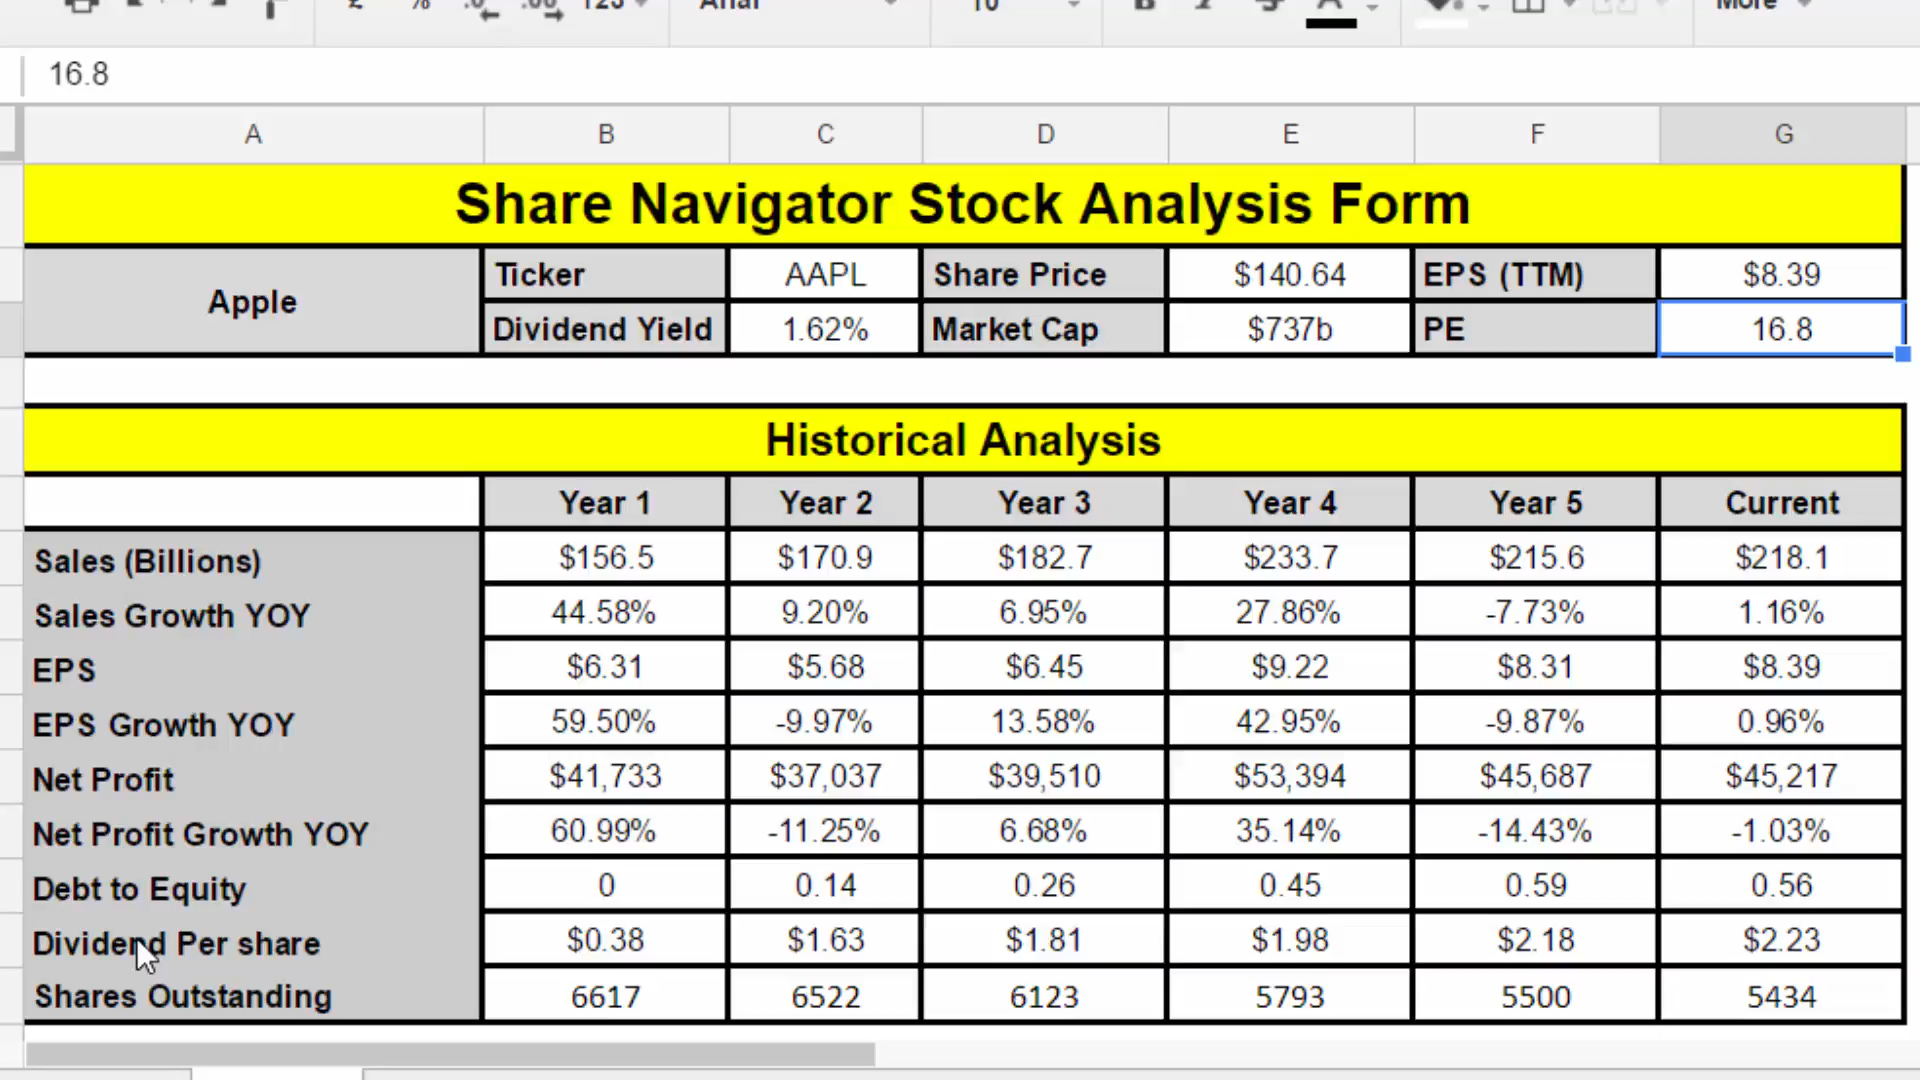 £ % .0 .00 123 Arial 10 B I S A More
16.8
A B C D E F G
Share Navigator Stock Analysis Form
Apple Ticker AAPL Share Price $140.64 EPS (TTM) $8.39
Dividend Yield 1.62% Market Cap $737b PE 16.8
Historical Analysis
Year 1 Year 2 Year 3 Year 4 Year 5 Current
Sales (Billions) $156.5 $170.9 $182.7 $233.7 $215.6 $218.1
Sales Growth YOY 44.58% 9.20% 6.95% 27.86% -7.73% 1.16%
EPS $6.31 $5.68 $6.45 $9.22 $8.31 $8.39
EPS Growth YOY 59.50% -9.97% 13.58% 42.95% -9.87% 0.96%
Net Profit $41,733 $37,037 $39,510 $53,394 $45,687 $45,217
Net Profit Growth YOY 60.99% -11.25% 6.68% 35.14% -14.43% -1.03%
Debt to Equity 0 0.14 0.26 0.45 0.59 0.56
Dividend Per share $0.38 $1.63 $1.81 $1.98 $2.18 $2.23
Shares Outstanding 6617 6522 6123 5793 5500 5434